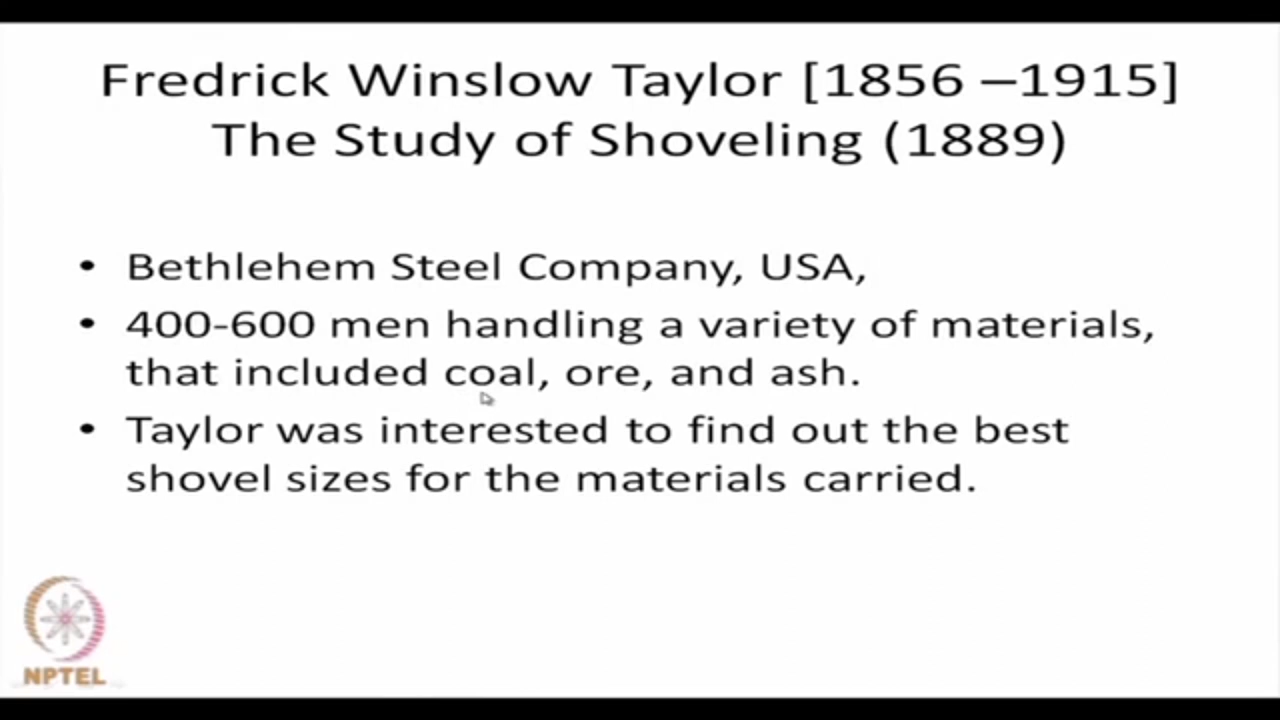 Fredrick Winslow Taylor [1856 –1915]
The Study of Shoveling (1889)
• Bethlehem Steel Company, USA,
• 400-600 men handling a variety of materials,
that included coal, ore, and ash.
• Taylor was interested to find out the best
shovel sizes for the materials carried.
NPTEL